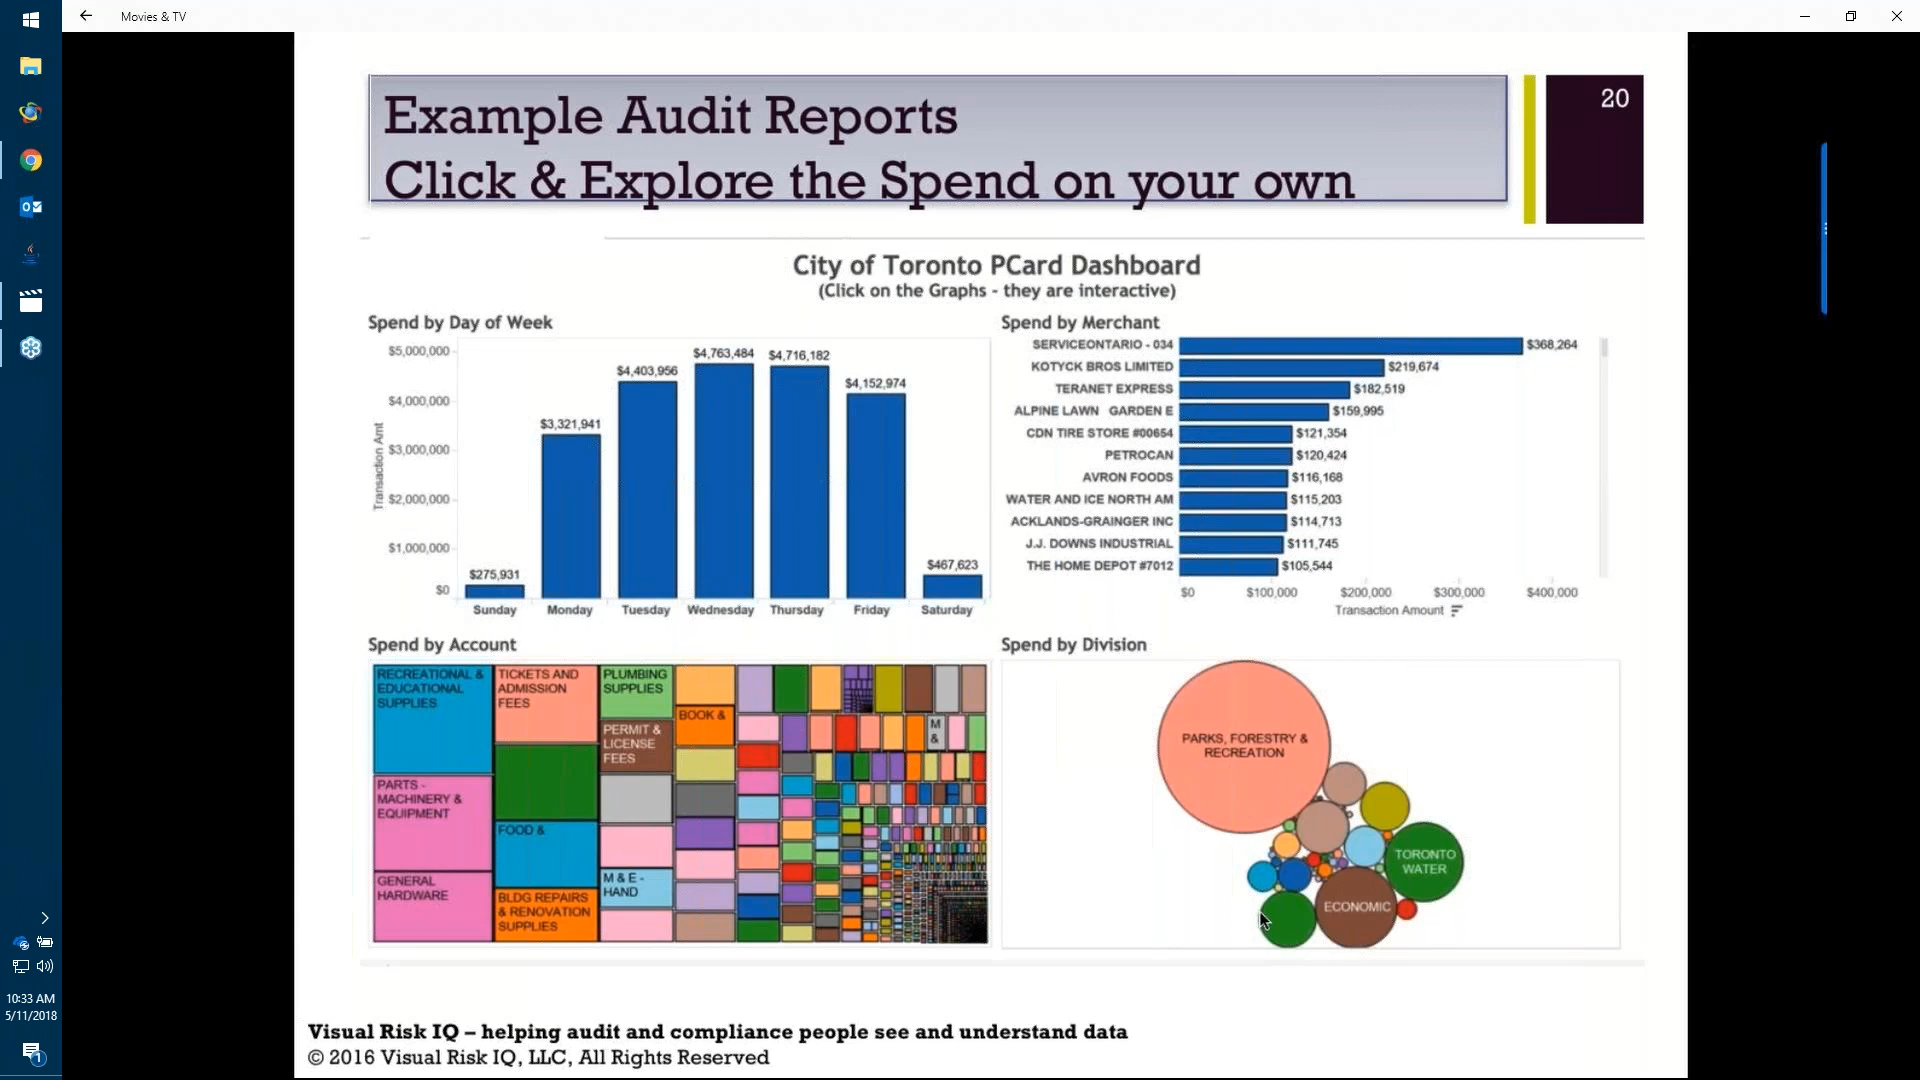 Movies & TV
20
Example Audit Reports
Click & Explore the Spend on your own
City of Toronto PCard Dashboard
(Click on the Graphs - they are interactive)
Spend by Day of Week
Transaction Amt
$5,000,000
$4,000,000
$3,000,000
$2,000,000
$1,000,000
$0
$275,931
$3,321,941
$4,403,956
$4,763,484
$4,716,182
$4,152,974
$467,623
Sunday
Monday
Tuesday
Wednesday
Thursday
Friday
Saturday
Spend by Merchant
SERVICEONTARIO - 034 $368,264
KOTYCK BROS LIMITED $219,674
TERANET EXPRESS $182,519
ALPINE LAWN GARDEN E $159,995
CDN TIRE STORE #00654 $121,354
PETROCAN $120,424
AVRON FOODS $116,168
WATER AND ICE NORTH AM $115,203
ACKLANDS-GRAINGER INC $114,713
J.J. DOWNS INDUSTRIAL $111,745
THE HOME DEPOT #7012 $105,544
$0 $100,000 $200,000 $300,000 $400,000
Transaction Amount
Spend by Account
RECREATIONAL &
EDUCATIONAL
SUPPLIES
PARTS -
MACHINERY &
EQUIPMENT
GENERAL
HARDWARE
TICKETS AND
ADMISSION
FEES
FOOD &
BLDG REPAIRS
& RENOVATION
SUPPLIES
PLUMBING
SUPPLIES
PERMIT &
LICENSE
FEES
M & E -
HAND
BOOK &
M
&
Spend by Division
PARKS, FORESTRY &
RECREATION
TORONTO
WATER
ECONOMIC
Visual Risk IQ – helping audit and compliance people see and understand data
© 2016 Visual Risk IQ, LLC, All Rights Reserved
10:33 AM
5/11/2018
1